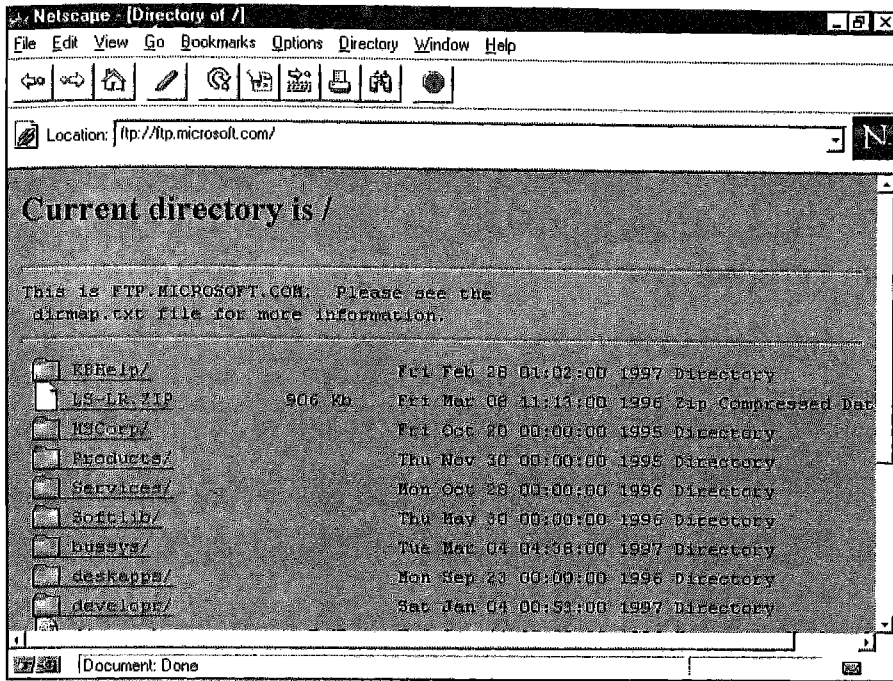 Netscape - [Directory of /]
File Edit View Go Bookmarks Options Directory Window Help
Location: ftp://ftp.microsoft.com/
N
Current directory is /
This is FTP.MICROSOFT.COM. Please see the
dirmap.txt file for more information.
KBHelp/ Fri Feb 28 01:02:00 1997 Directory
LS-LR.ZIP 906 Kb Fri Mar 08 11:13:00 1996 Zip Compressed Dat
MSCorp/ Fri Oct 20 00:00:00 1995 Directory
Products/ Thu Nov 30 00:00:00 1995 Directory
Services/ Mon Oct 28 00:00:00 1996 Directory
Softlib/ Thu May 30 00:00:00 1996 Directory
bussys/ Tue Mar 04 04:38:00 1997 Directory
deskapps/ Mon Sep 23 00:00:00 1996 Directory
developr/ Sat Jan 04 00:53:00 1997 Directory
Document: Done